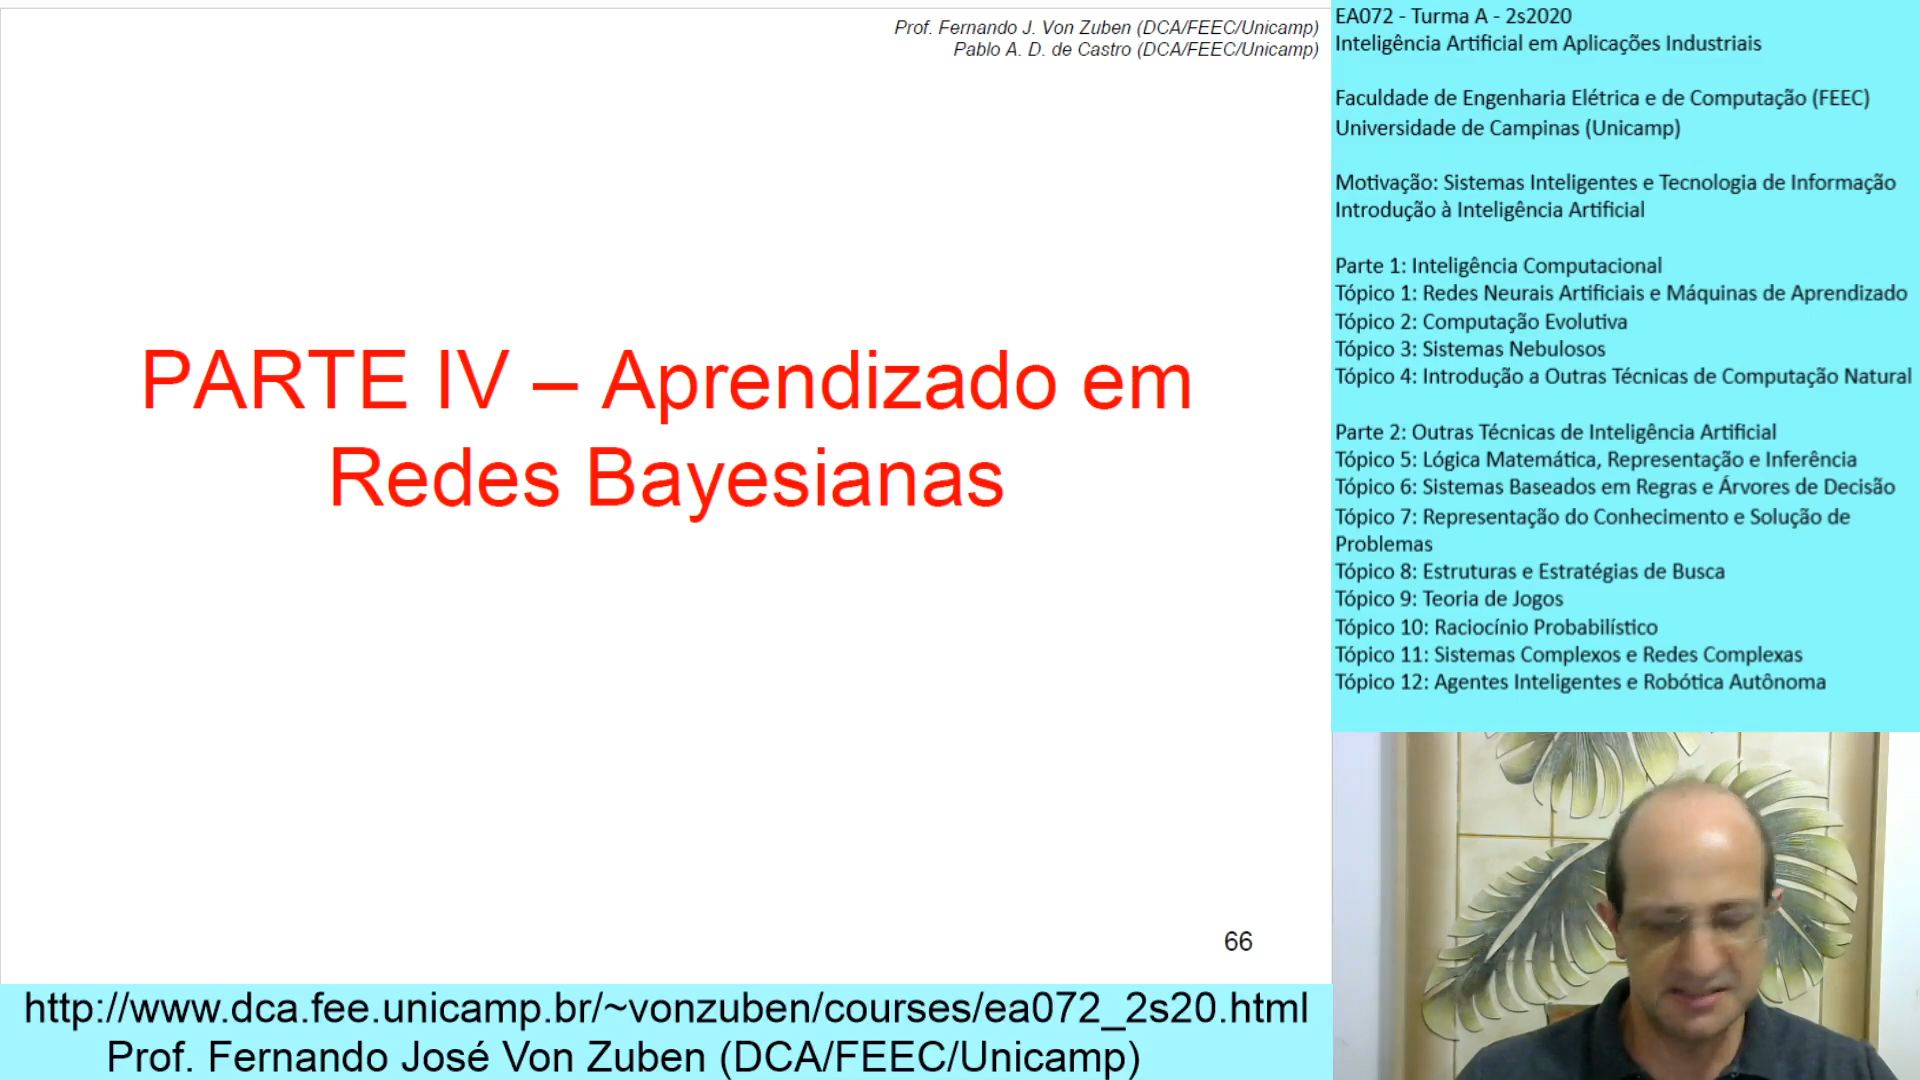 Prof. Fernando J. Von Zuben (DCA/FEEC/Unicamp)
Pablo A. D. de Castro (DCA/FEEC/Unicamp)
PARTE IV – Aprendizado em
Redes Bayesianas
66
http://www.dca.fee.unicamp.br/~vonzuben/courses/ea072_2s20.html
Prof. Fernando José Von Zuben (DCA/FEEC/Unicamp)
EA072 - Turma A - 2s2020
Inteligência Artificial em Aplicações Industriais
Faculdade de Engenharia Elétrica e de Computação (FEEC)
Universidade de Campinas (Unicamp)
Motivação: Sistemas Inteligentes e Tecnologia de Informação
Introdução à Inteligência Artificial
Parte 1: Inteligência Computacional
Tópico 1: Redes Neurais Artificiais e Máquinas de Aprendizado
Tópico 2: Computação Evolutiva
Tópico 3: Sistemas Nebulosos
Tópico 4: Introdução a Outras Técnicas de Computação Natural
Parte 2: Outras Técnicas de Inteligência Artificial
Tópico 5: Lógica Matemática, Representação e Inferência
Tópico 6: Sistemas Baseados em Regras e Árvores de Decisão
Tópico 7: Representação do Conhecimento e Solução de
Problemas
Tópico 8: Estruturas e Estratégias de Busca
Tópico 9: Teoria de Jogos
Tópico 10: Raciocínio Probabilístico
Tópico 11: Sistemas Complexos e Redes Complexas
Tópico 12: Agentes Inteligentes e Robótica Autônoma